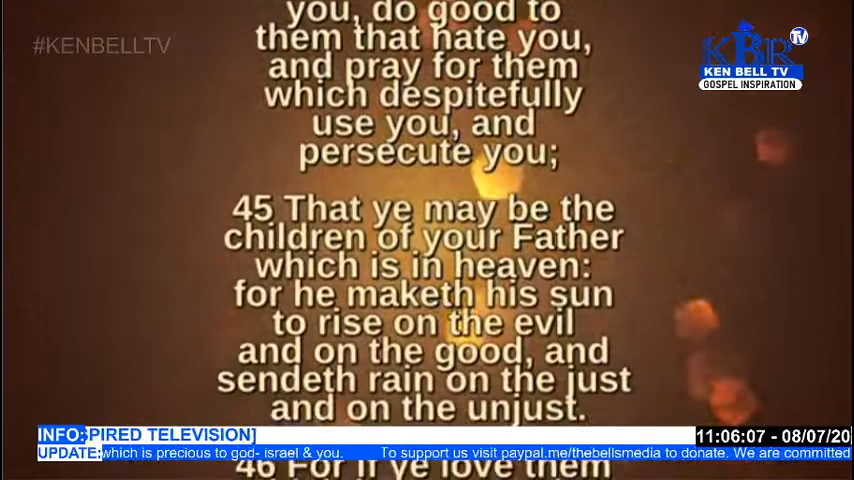 you, do good to
#KENBELLTV
them that hate you,
KBR TV
and pray for them
KEN BELL TV
GOSPEL INSPIRATION
which despitefully
use you, and
persecute you;
45 That ye may be the
children of your Father
which is in heaven:
for he maketh his sun
to rise on the evil
and on the good, and
sendeth rain on the just
and on the unjust.
INFO:SPIRED TELEVISION]
11:06:07 - 08/07/20
UPDATE:which is precious to god- israel & you. To support us visit paypal.me/thebellsmedia to donate. We are committed
46 For if ye love them